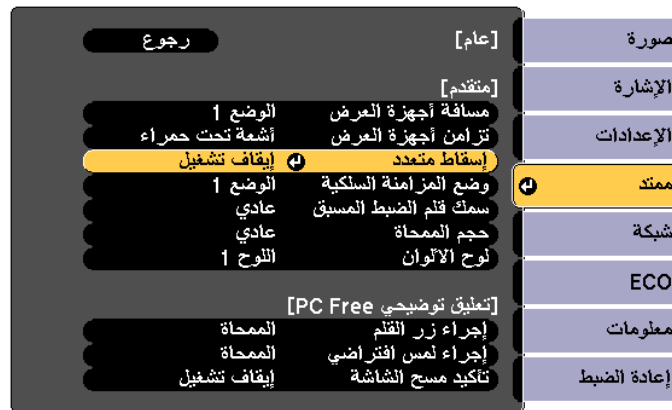 صورة
الإشارة
الإعدادات
ممتد
شبكة
ECO
معلومات
إعادة الضبط
[عام] رجوع
[متقدم]
مسافة أجهزة العرض الوضع 1
تزامن أجهزة العرض أشعة تحت حمراء
إسقاط متعدد إيقاف تشغيل
وضع المزامنة السلكية الوضع 1
سمك قلم الضبط المسبق عادي
حجم الممحاة عادي
لوح الألوان اللوح 1
[تعليق توضيحي PC Free]
إجراء زر القلم الممحاة
إجراء لمس افتراضي الممحاة
تأكيد مسح الشاشة إيقاف تشغيل